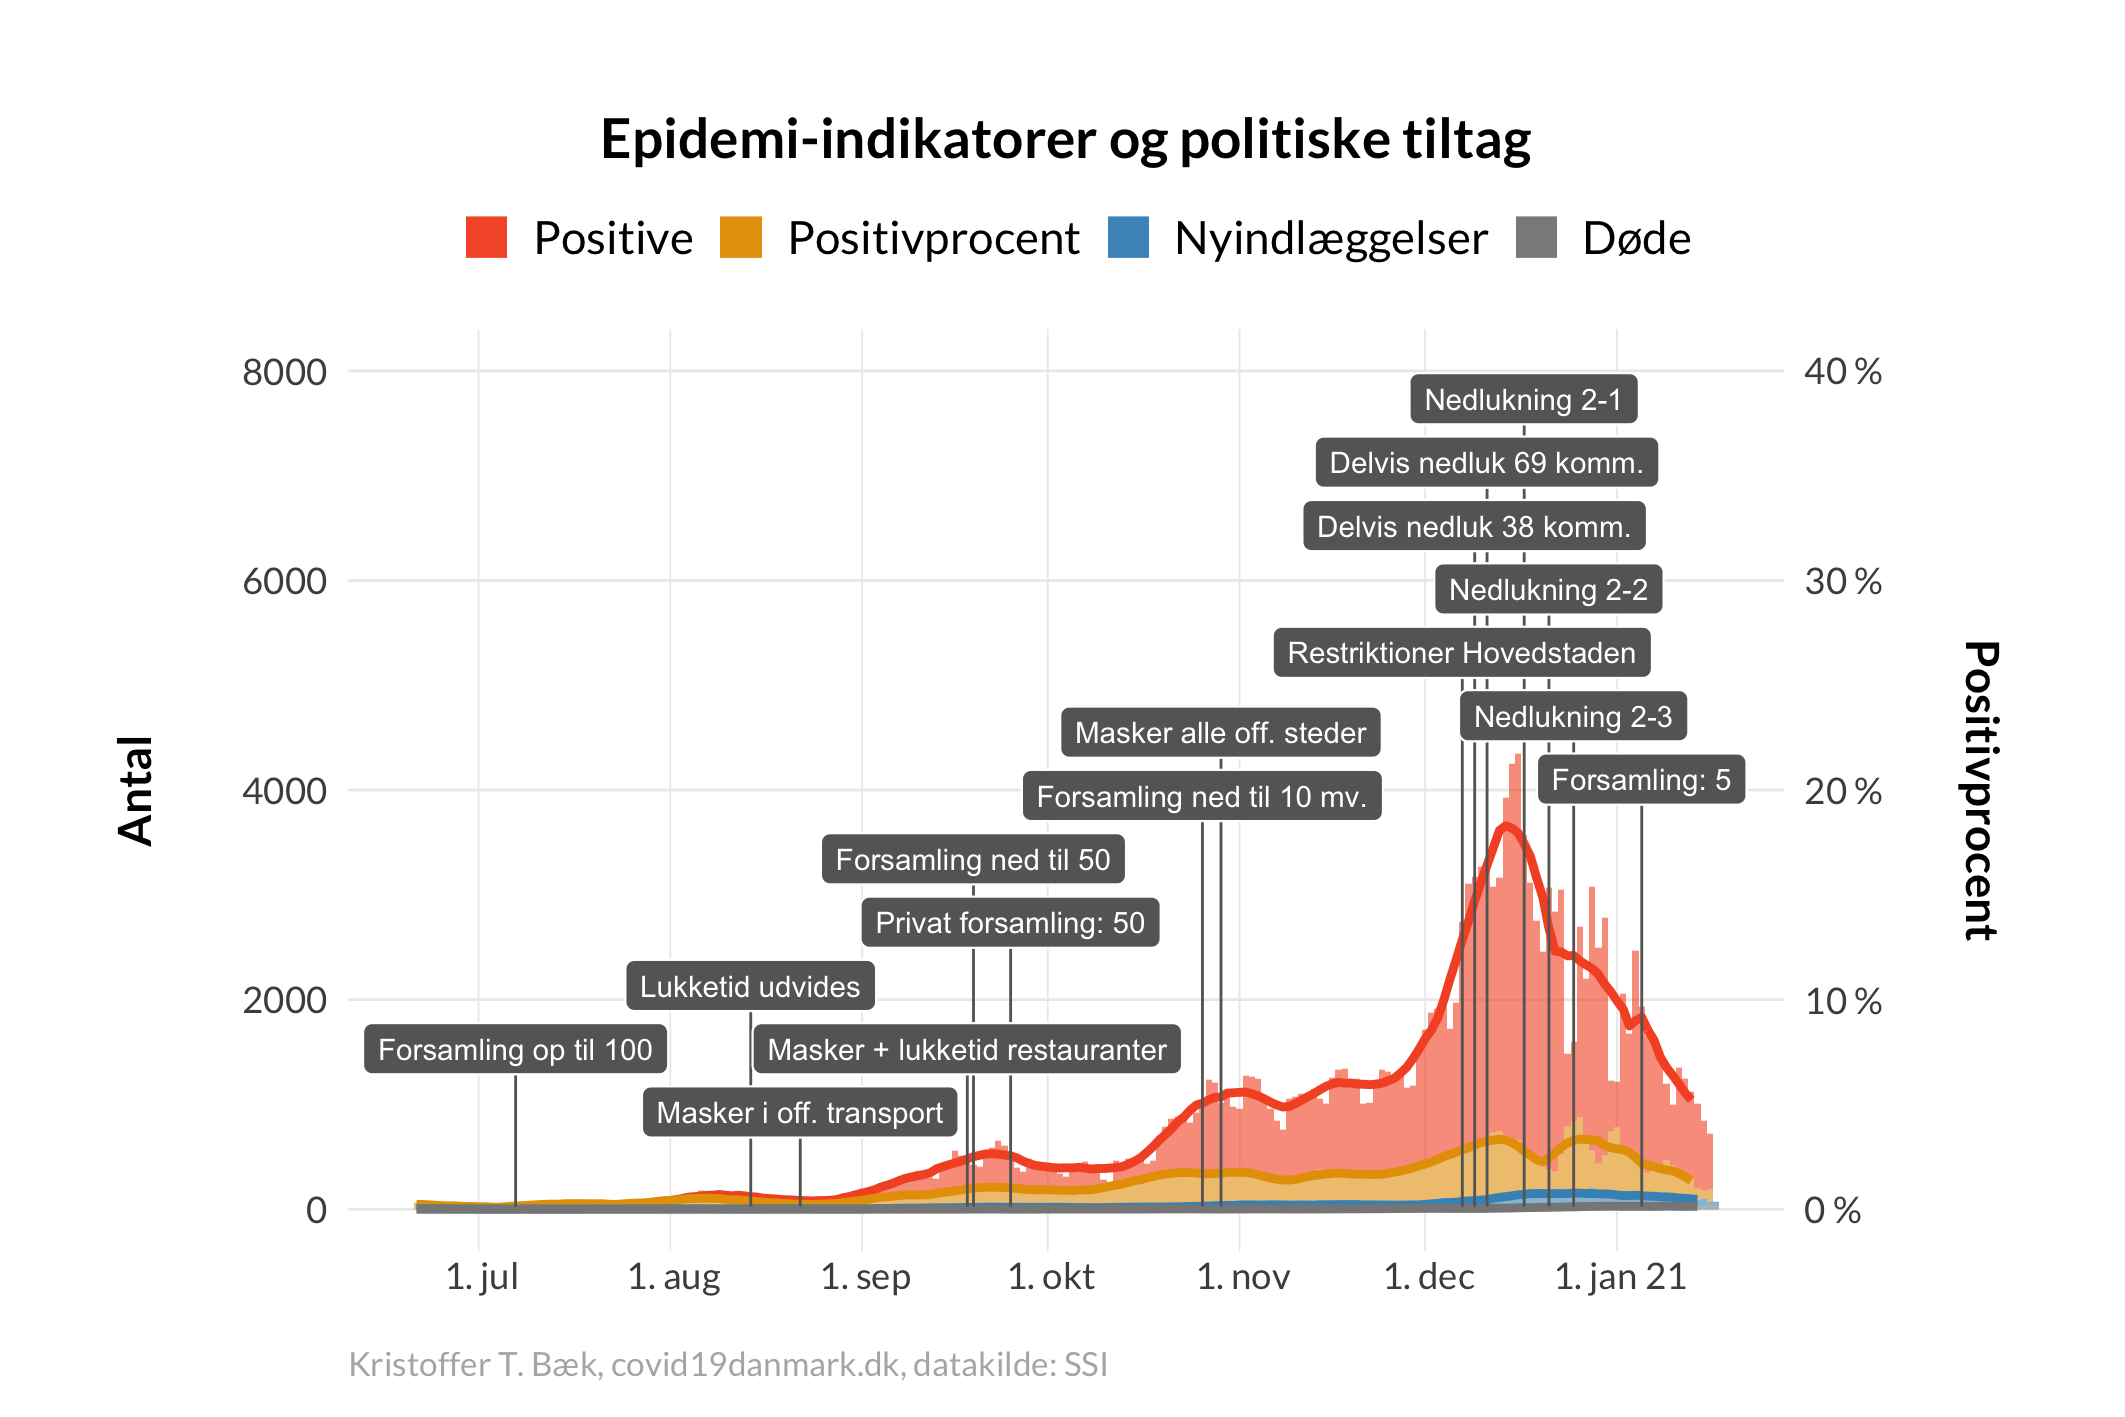 Epidemi-indikatorer og politiske tiltag
Positive Positivprocent Nyindlæggelser Døde
Antal
8000
6000
4000
2000
0
40 %
30 %
20 %
10 %
0 %
Positivprocent
Nedlukning 2-1
Delvis nedluk 69 komm.
Delvis nedluk 38 komm.
Nedlukning 2-2
Restriktioner Hovedstaden
Nedlukning 2-3
Masker alle off. steder
Forsamling: 5
Forsamling ned til 10 mv.
Forsamling ned til 50
Privat forsamling: 50
Lukketid udvides
Forsamling op til 100
Masker + lukketid restauranter
Masker i off. transport
1. jul 1. aug 1. sep 1. okt 1. nov 1. dec 1. jan 21
Kristoffer T. Bæk, covid19danmark.dk, datakilde: SSI